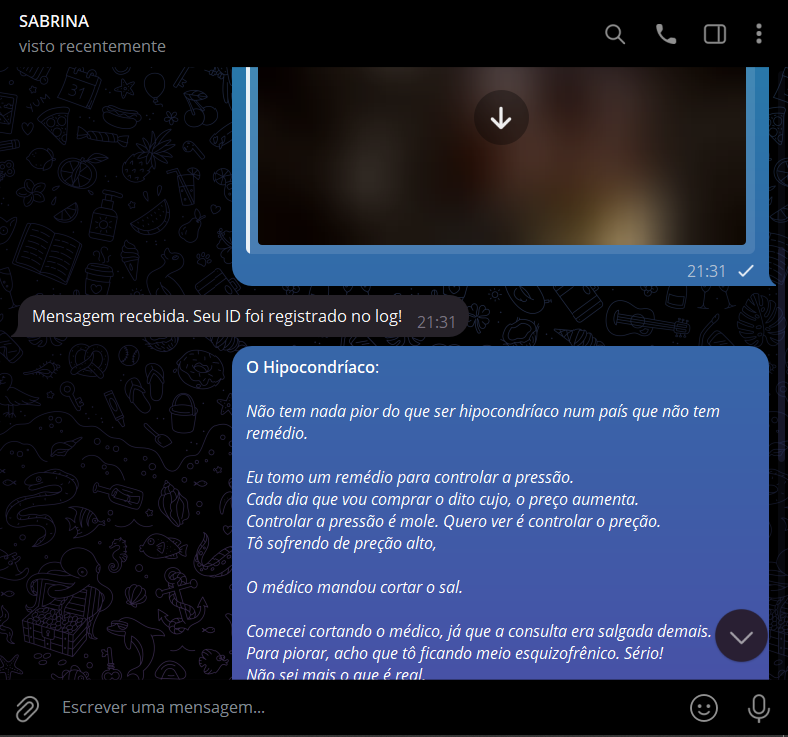 SABRINA
visto recentemente
21:31
Mensagem recebida. Seu ID foi registrado no log! 21:31
O Hipocondríaco:
Não tem nada pior do que ser hipocondríaco num país que não tem
remédio.
Eu tomo um remédio para controlar a pressão.
Cada dia que vou comprar o dito cujo, o preço aumenta.
Controlar a pressão é mole. Quero ver é controlar o preção.
Tô sofrendo de preção alto,
O médico mandou cortar o sal.
Comecei cortando o médico, já que a consulta era salgada demais.
Para piorar, acho que tô ficando meio esquizofrênico. Sério!
Não sei mais o que é real.
Escrever uma mensagem...